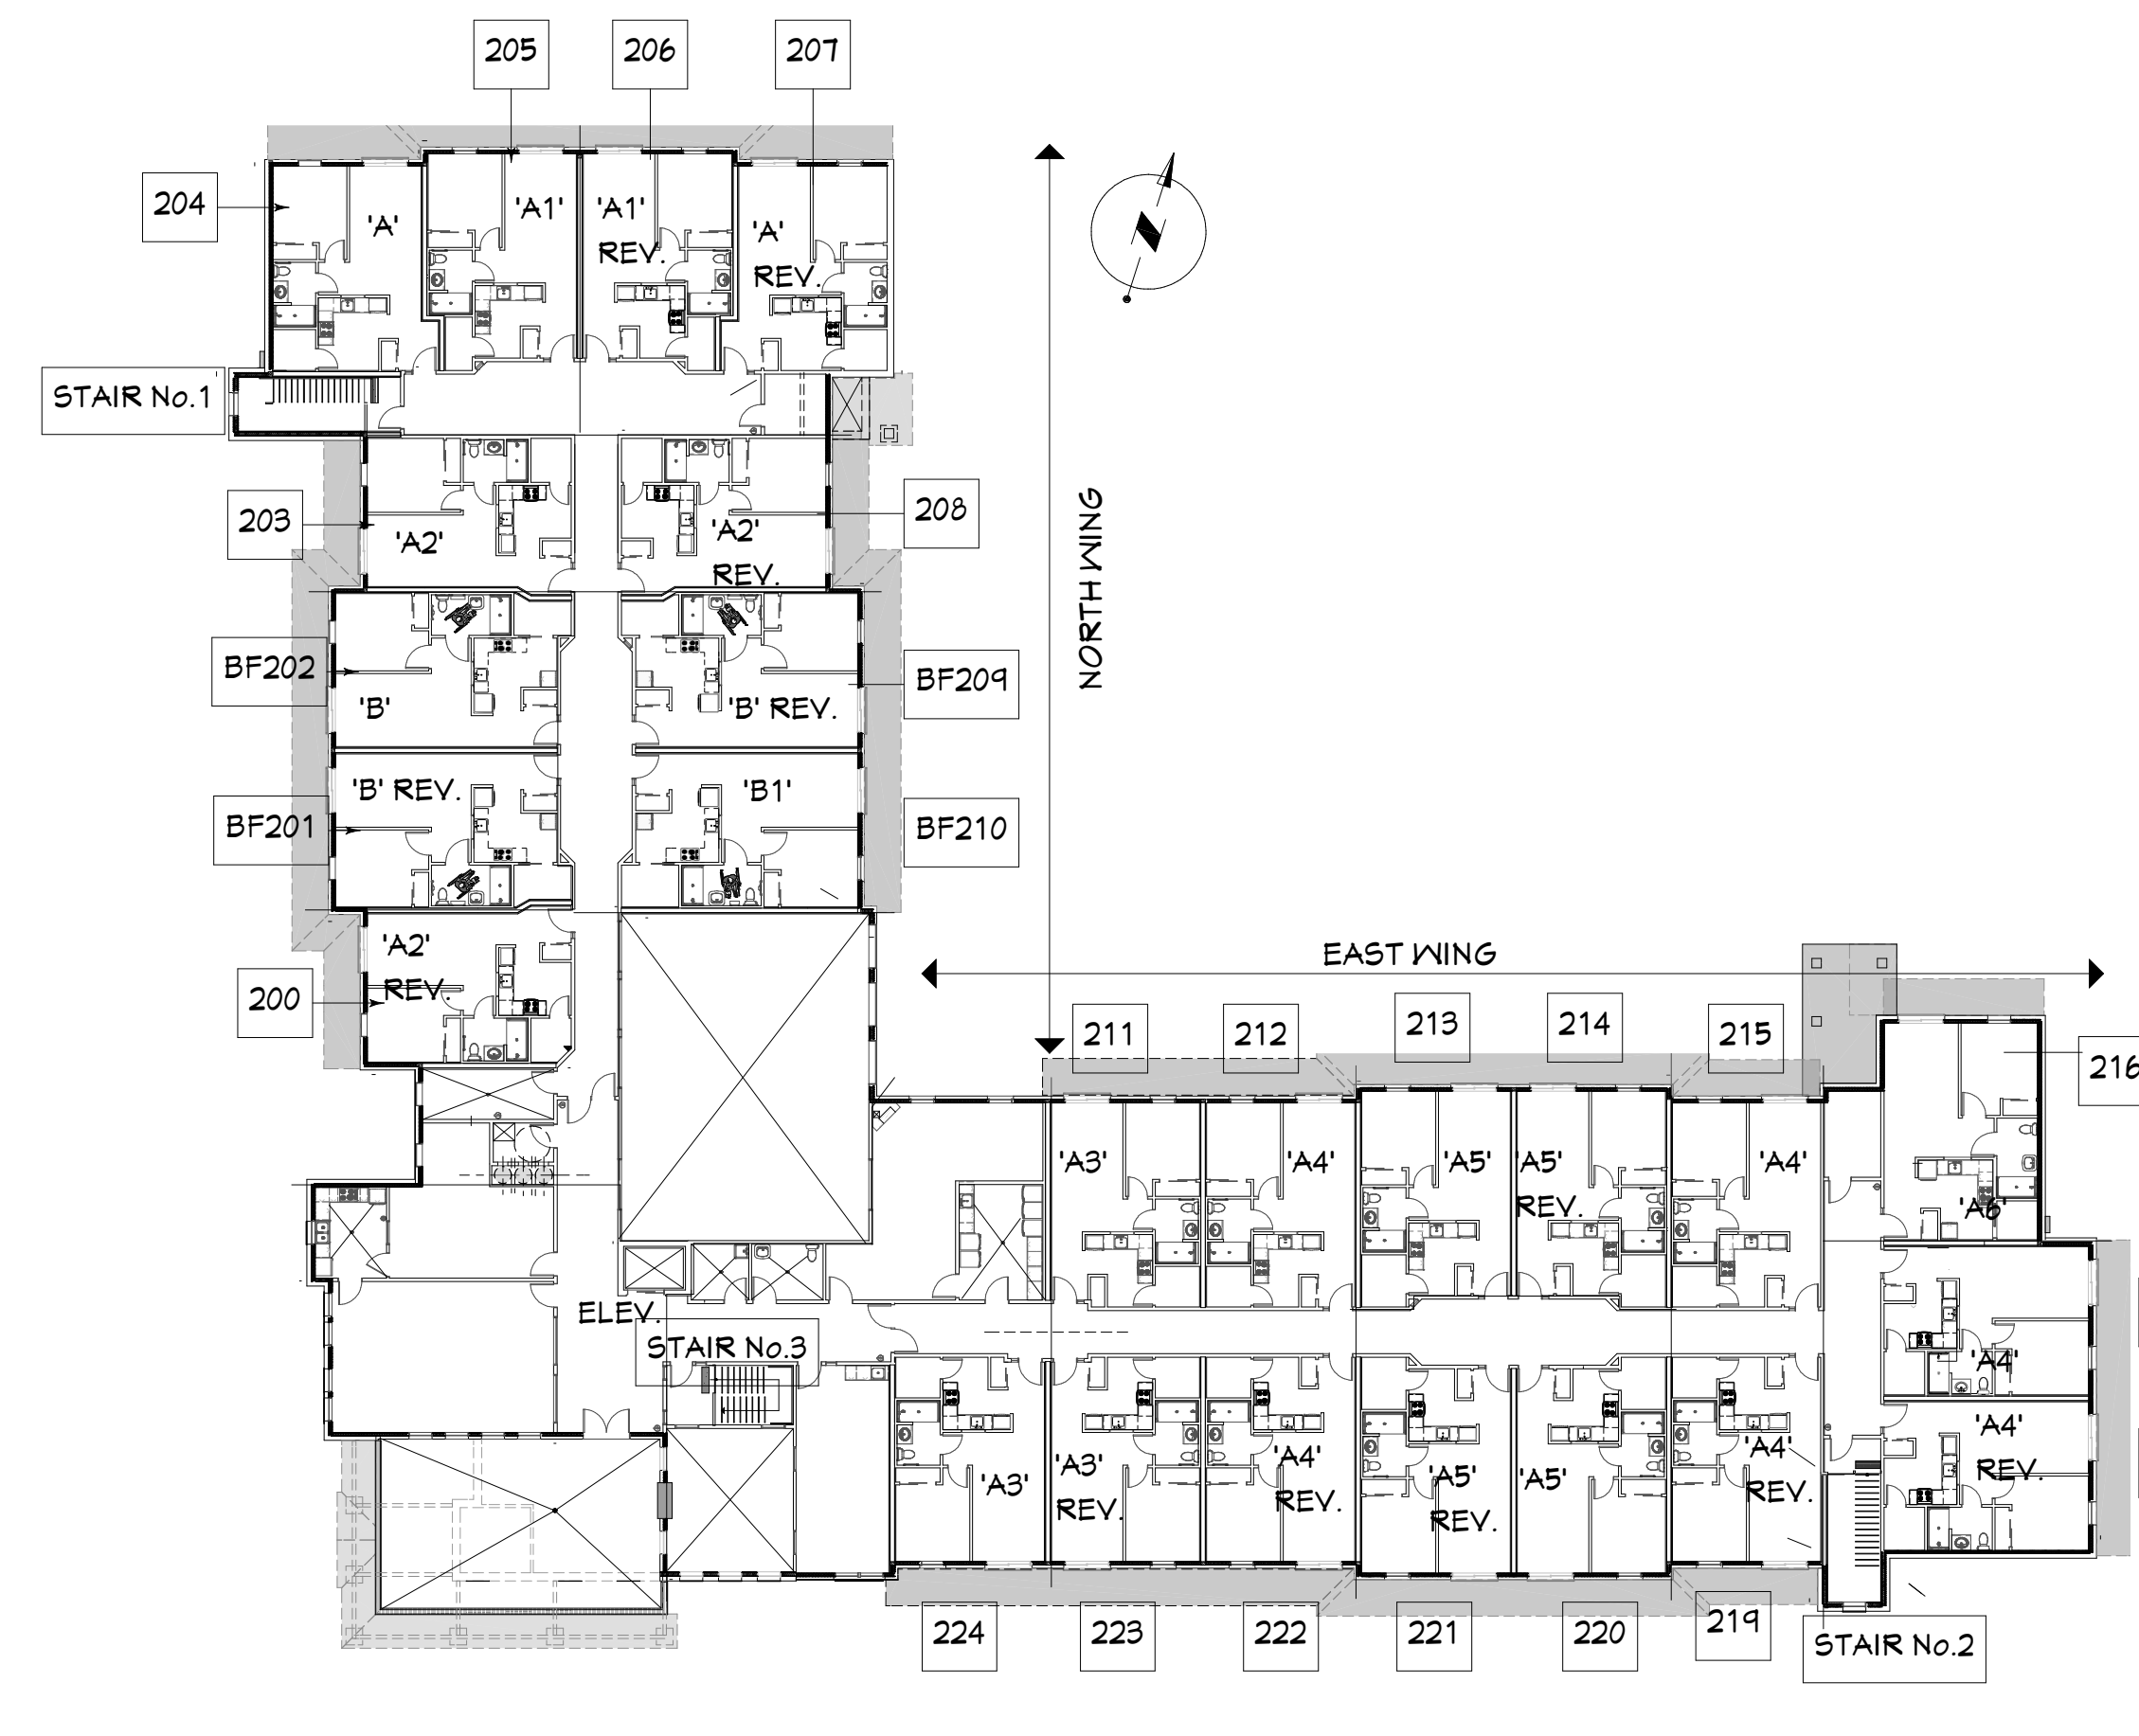 205
206
207
204
'A'
'A1'
'A1'
REV.
'A'
REV.
STAIR No.1
203
'A2'
'A2'
REV.
208
NORTH WING
N
BF202
'B'
'B' REV.
BF209
'B' REV.
'B1'
BF201
BF210
'A2'
REV.
200
EAST WING
211
212
213
214
215
216
'A3'
'A4'
'A5'
'A5'
REV.
'A4'
'A6'
ELEV.
STAIR No.3
'A4'
'A3'
'A3'
REV.
'A4'
REV.
'A5'
REV.
'A5'
'A4'
REV.
'A4'
REV.
224
223
222
221
220
219
STAIR No.2